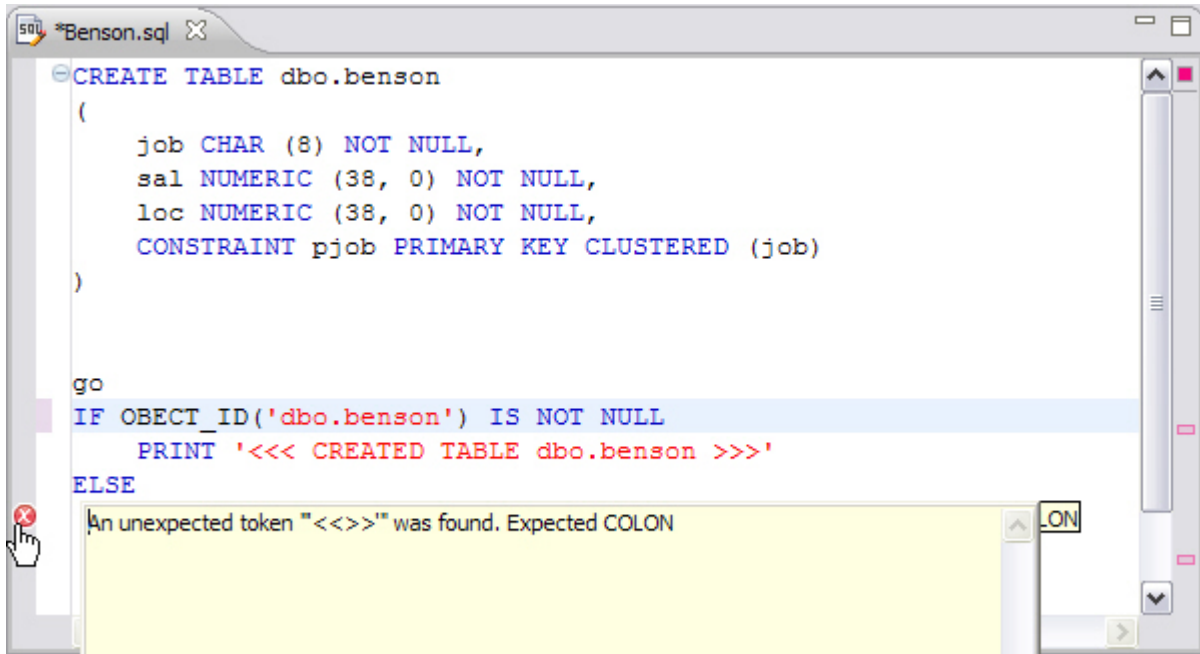 *Benson.sql
CREATE TABLE dbo.benson
(
job CHAR (8) NOT NULL,
sal NUMERIC (38, 0) NOT NULL,
loc NUMERIC (38, 0) NOT NULL,
CONSTRAINT pjob PRIMARY KEY CLUSTERED (job)
)
go
IF OBECT_ID('dbo.benson') IS NOT NULL
PRINT '<<< CREATED TABLE dbo.benson >>>'
ELSE
An unexpected token "'<<>>'" was found. Expected COLON
LON